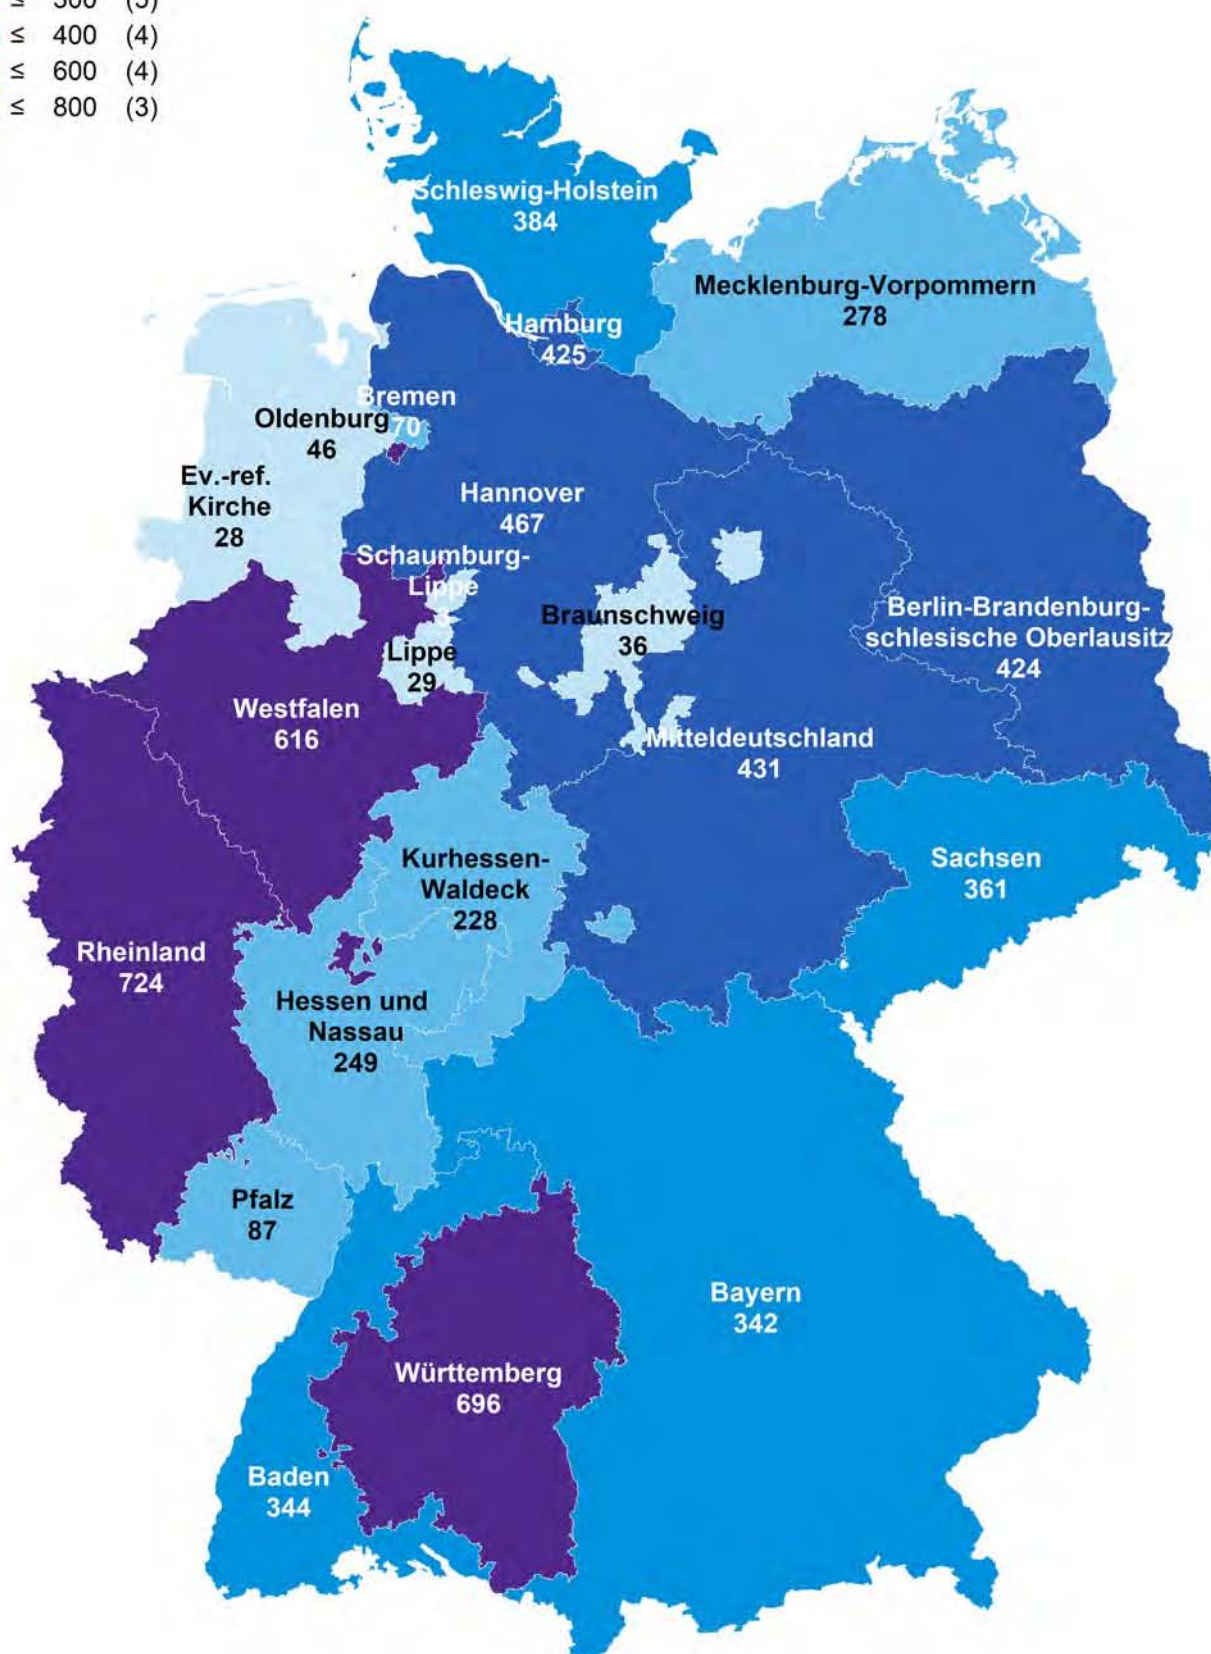 ≤ 300 (5)
≤ 400 (4)
≤ 600 (4)
≤ 800 (3)
Schleswig-Holstein
384
Mecklenburg-Vorpommern
278
Hamburg
425
Bremen
70
Oldenburg
46
Ev.-ref.
Kirche
28
Hannover
467
Schaumburg-
Lippe
3
Braunschweig
36
Berlin-Brandenburg-
schlesische Oberlausitz
424
Lippe
29
Westfalen
616
Mitteldeutschland
431
Kurhessen-
Waldeck
228
Sachsen
361
Rheinland
724
Hessen und
Nassau
249
Pfalz
87
Bayern
342
Württemberg
696
Baden
344